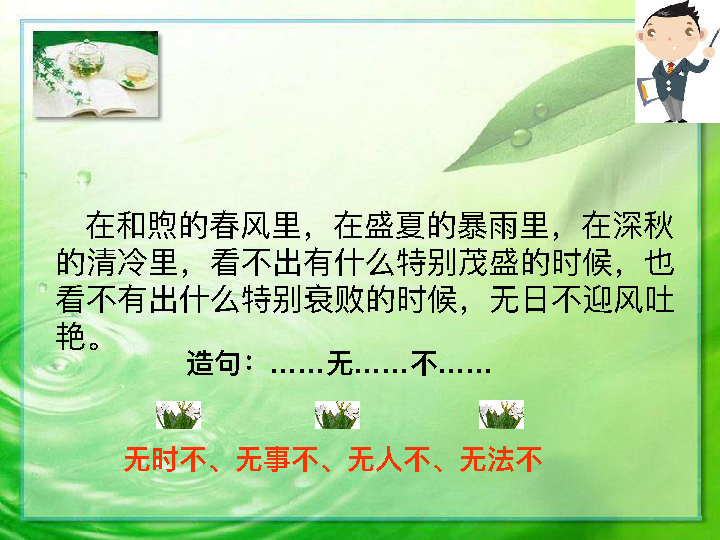 在和煦的春风里，在盛夏的暴雨里，在深秋
的清冷里，看不出有什么特别茂盛的时候，也
看不有出什么特别衰败的时候，无日不迎风吐
艳。
造句：……无……不……
无时不、无事不、无人不、无法不